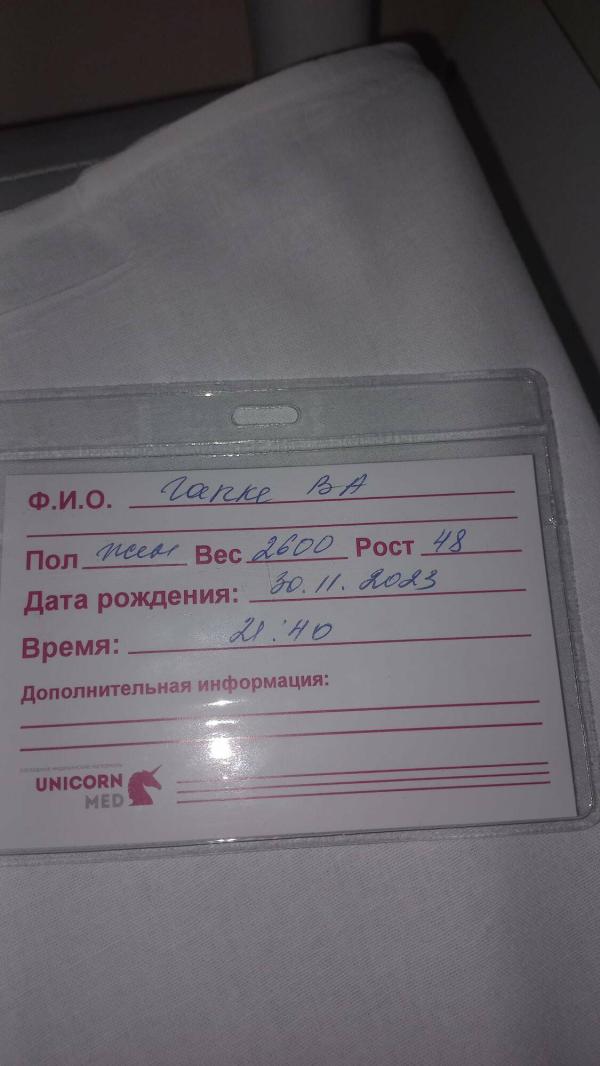 Ф.И.О. Гапке ВА
Пол жен Вес 2600 Рост 48
Дата рождения: 30.11.2023
Время: 21:40
Дополнительная информация:
UNICORN
MED